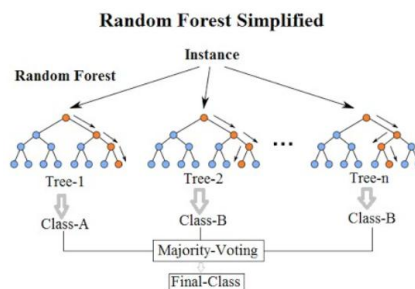 Random Forest Simplified
Instance
Random Forest
...
Tree-1 Tree-2 Tree-n
Class-A Class-B Class-B
Majority-Voting
Final-Class